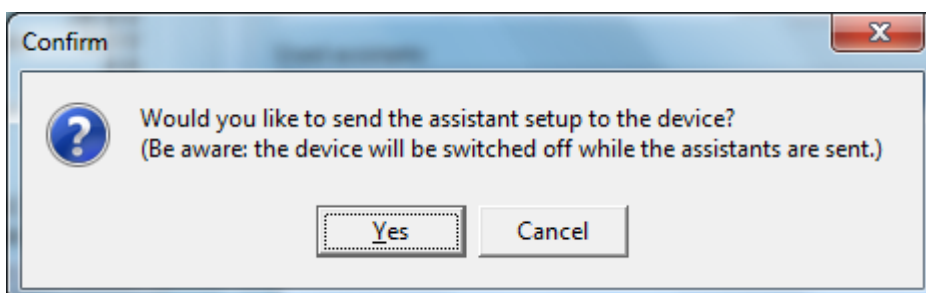 Confirm
Would you like to send the assistant setup to the device?
(Be aware: the device will be switched off while the assistants are sent.)
Yes
Cancel